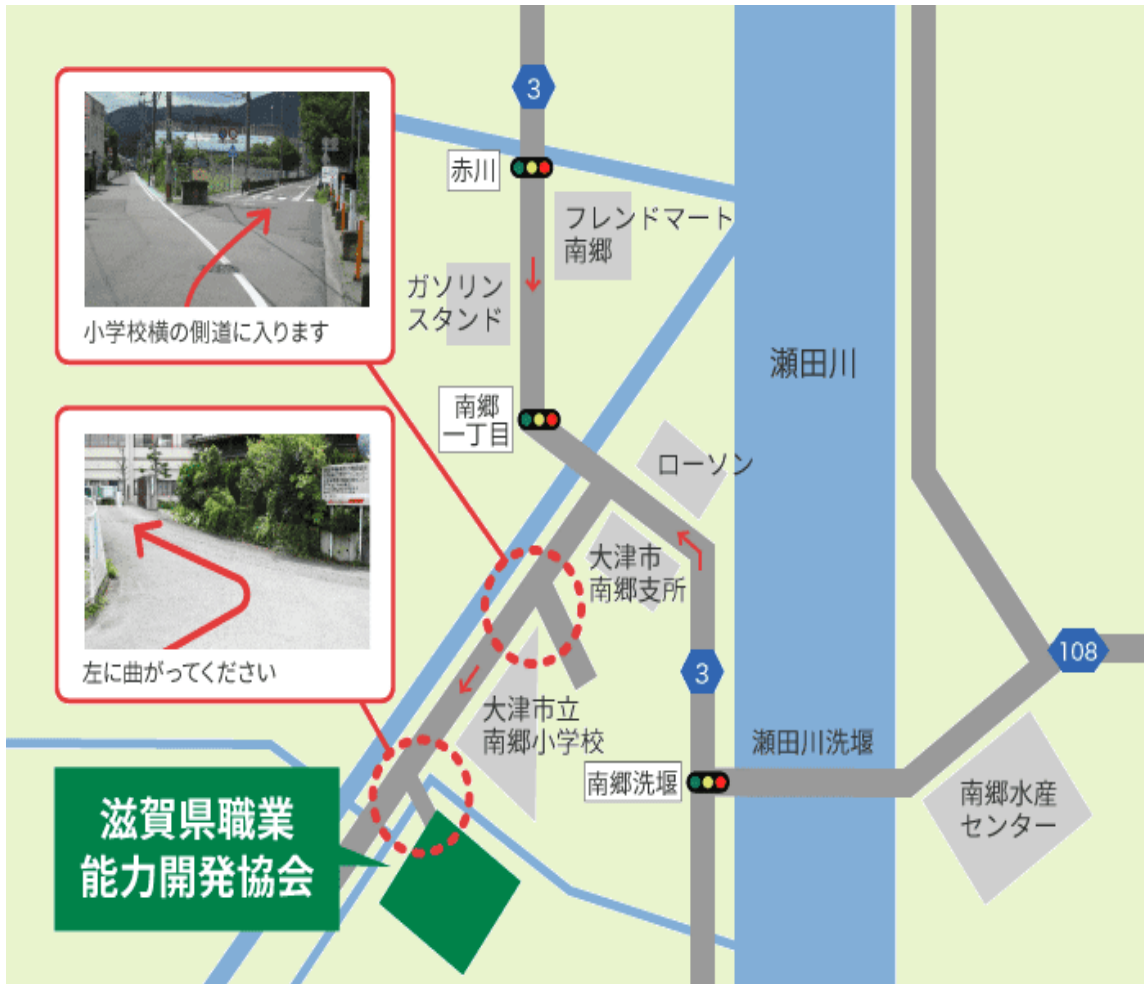 3
赤川
フレンドマート
南郷
ガソリン
スタンド
小学校横の側道に入ります
瀬田川
南郷
一丁目
ローソン
大津市
南郷支所
左に曲がってください
108
3
大津市立
南郷小学校
瀬田川洗堰
南郷洗堰
南郷水産
センター
滋賀県職業
能力開発協会